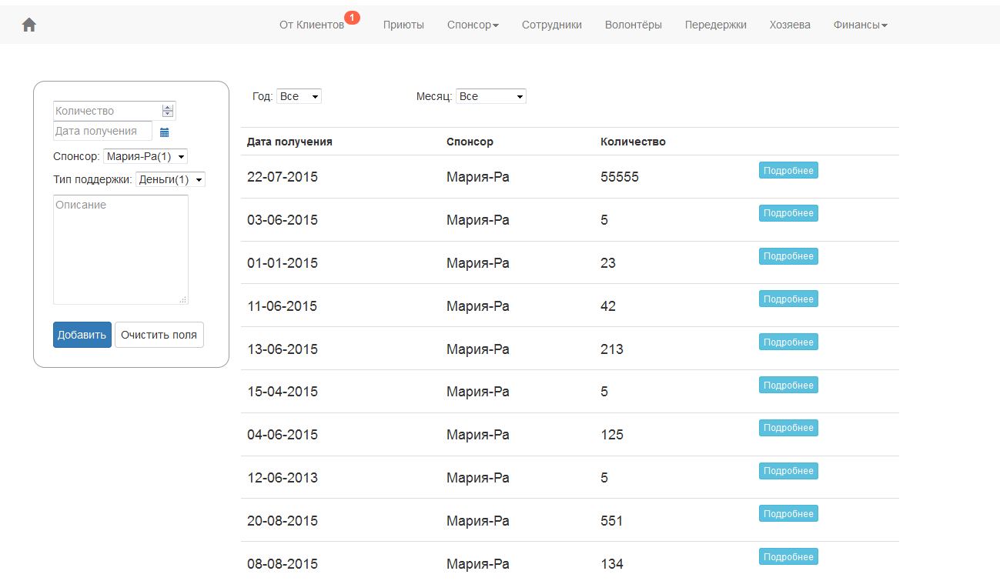 От Клиентов 1 Приюты Спонсор Сотрудники Волонтёры Передержки Хозяева Финансы
Количество
Дата получения
Спонсор: Мария-Ра(1)
Тип поддержки: Деньги(1)
Описание
Добавить Очистить поля
Год: Все Месяц: Все
Дата получения Спонсор Количество
22-07-2015 Мария-Ра 55555 Подробнее
03-06-2015 Мария-Ра 5 Подробнее
01-01-2015 Мария-Ра 23 Подробнее
11-06-2015 Мария-Ра 42 Подробнее
13-06-2015 Мария-Ра 213 Подробнее
15-04-2015 Мария-Ра 5 Подробнее
04-06-2015 Мария-Ра 125 Подробнее
12-06-2013 Мария-Ра 5 Подробнее
20-08-2015 Мария-Ра 551 Подробнее
08-08-2015 Мария-Ра 134 Подробнее